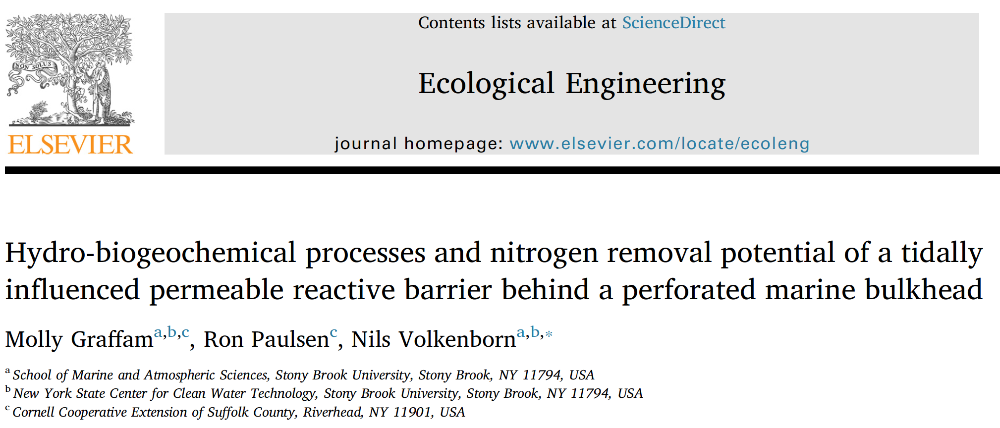 NON SOLUS
ELSEVIER
Contents lists available at ScienceDirect
Ecological Engineering
journal homepage: www.elsevier.com/locate/ecoleng
Hydro-biogeochemical processes and nitrogen removal potential of a tidally
influenced permeable reactive barrier behind a perforated marine bulkhead
Molly Graffam a,b,c, Ron Paulsen c, Nils Volkenborn a,b,*
a School of Marine and Atmospheric Sciences, Stony Brook University, Stony Brook, NY 11794, USA
b New York State Center for Clean Water Technology, Stony Brook University, Stony Brook, NY 11794, USA
c Cornell Cooperative Extension of Suffolk County, Riverhead, NY 11901, USA